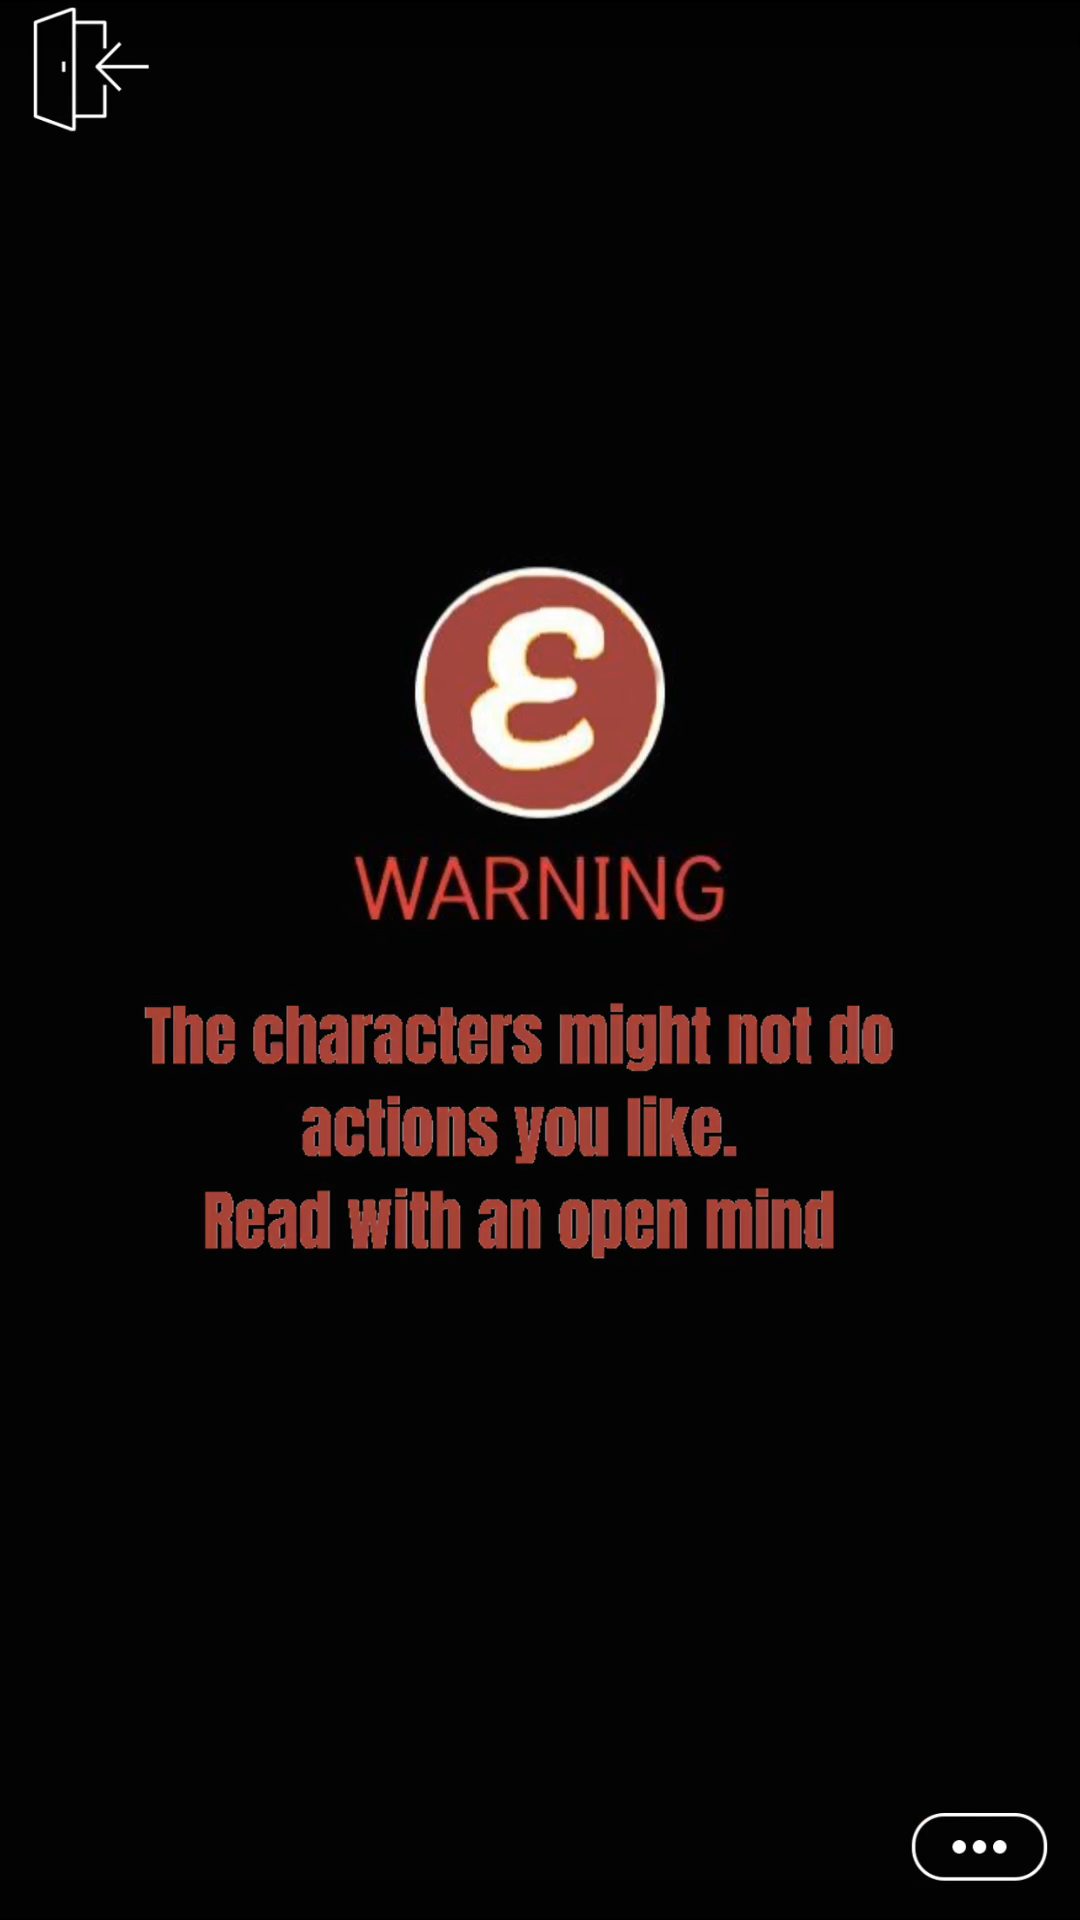 ε
WARNING
The characters might not do
actions you like.
Read with an open mind